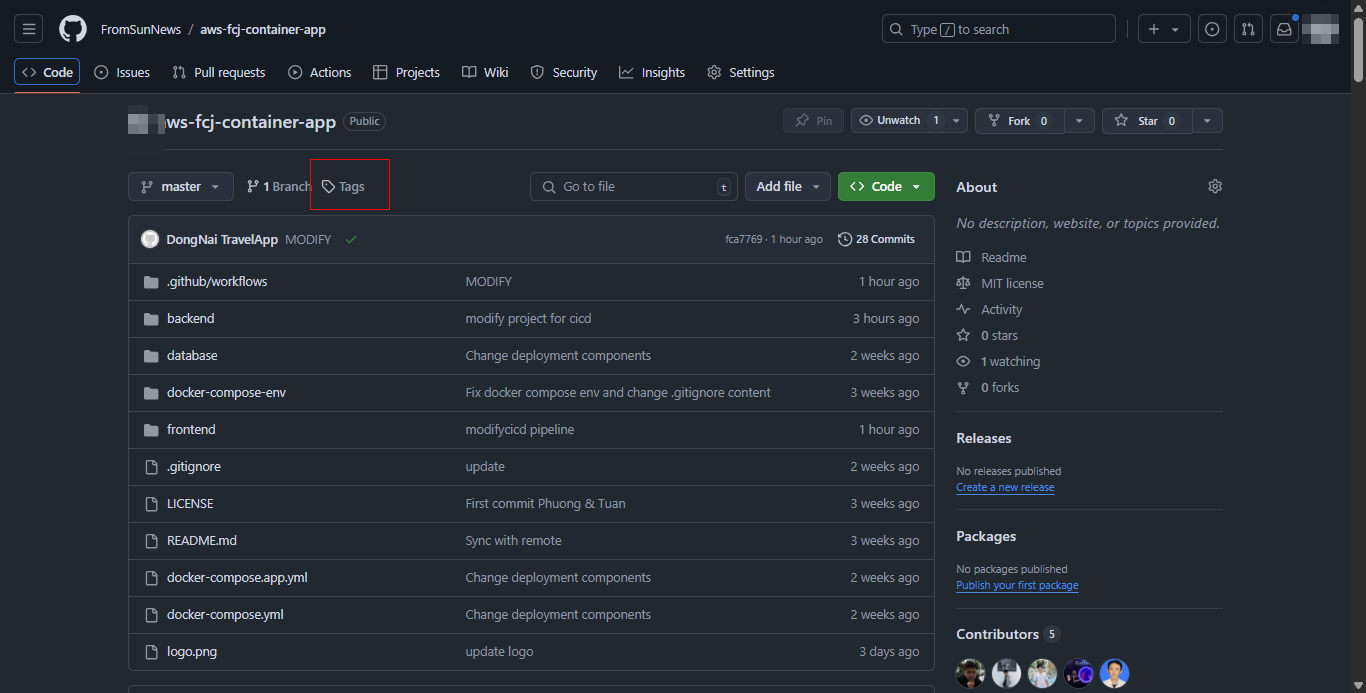 FromSunNews / aws-fcj-container-app
Type / to search
Code Issues Pull requests Actions Projects Wiki Security Insights Settings
ws-fcj-container-app Public
Pin Unwatch 1 Fork 0 Star 0
master 1 Branch Tags Go to file t Add file Code
DongNai TravelApp MODIFY fca7769 · 1 hour ago 28 Commits
.github/workflows MODIFY 1 hour ago
backend modify project for cicd 3 hours ago
database Change deployment components 2 weeks ago
docker-compose-env Fix docker compose env and change .gitignore content 3 weeks ago
frontend modifycicd pipeline 1 hour ago
.gitignore update 2 weeks ago
LICENSE First commit Phuong & Tuan 3 weeks ago
README.md Sync with remote 3 weeks ago
docker-compose.app.yml Change deployment components 2 weeks ago
docker-compose.yml Change deployment components 2 weeks ago
logo.png update logo 3 days ago
About
No description, website, or topics provided.
Readme
MIT license
Activity
0 stars
1 watching
0 forks
Releases
No releases published
Create a new release
Packages
No packages published
Publish your first package
Contributors 5